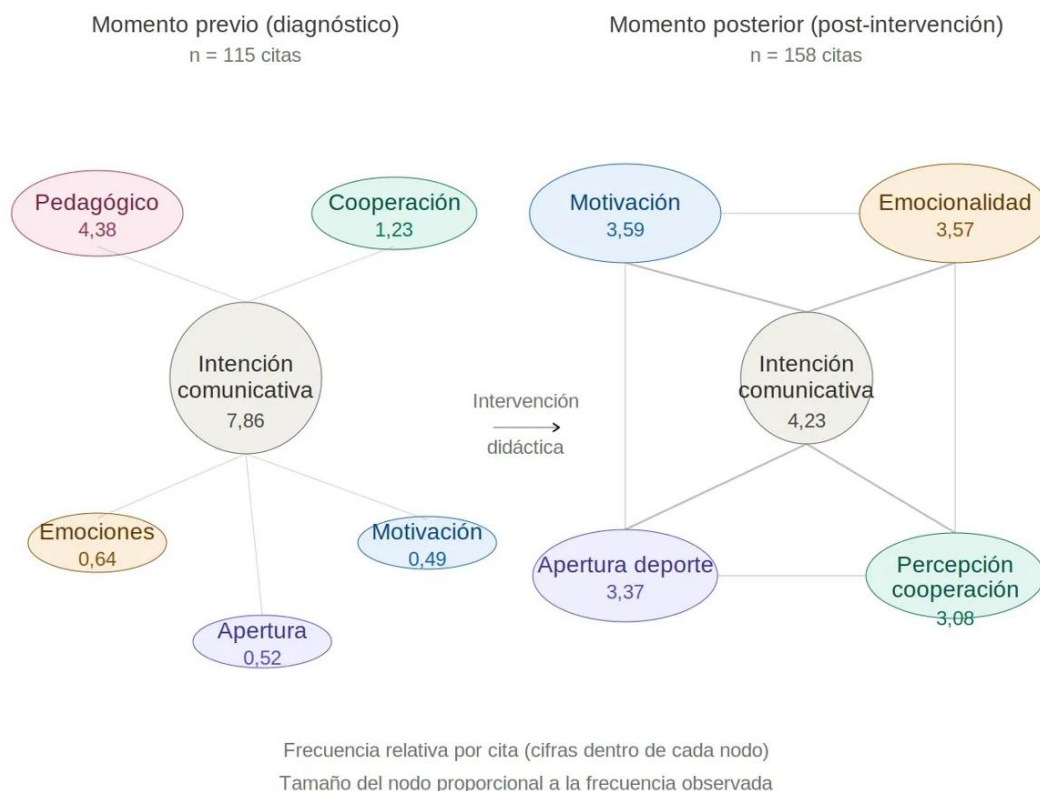 Momento previo (diagnóstico)
n = 115 citas
Pedagógico
4,38
Cooperación
1,23
Intención
comunicativa
7,86
Emociones
0,64
Motivación
0,49
Apertura
0,52
Intervención
didáctica
Momento posterior (post-intervención)
n = 158 citas
Motivación
3,59
Emocionalidad
3,57
Intención
comunicativa
4,23
Apertura deporte
3,37
Percepción
cooperación
3,08
Frecuencia relativa por cita (cifras dentro de cada nodo)
Tamaño del nodo proporcional a la frecuencia observada